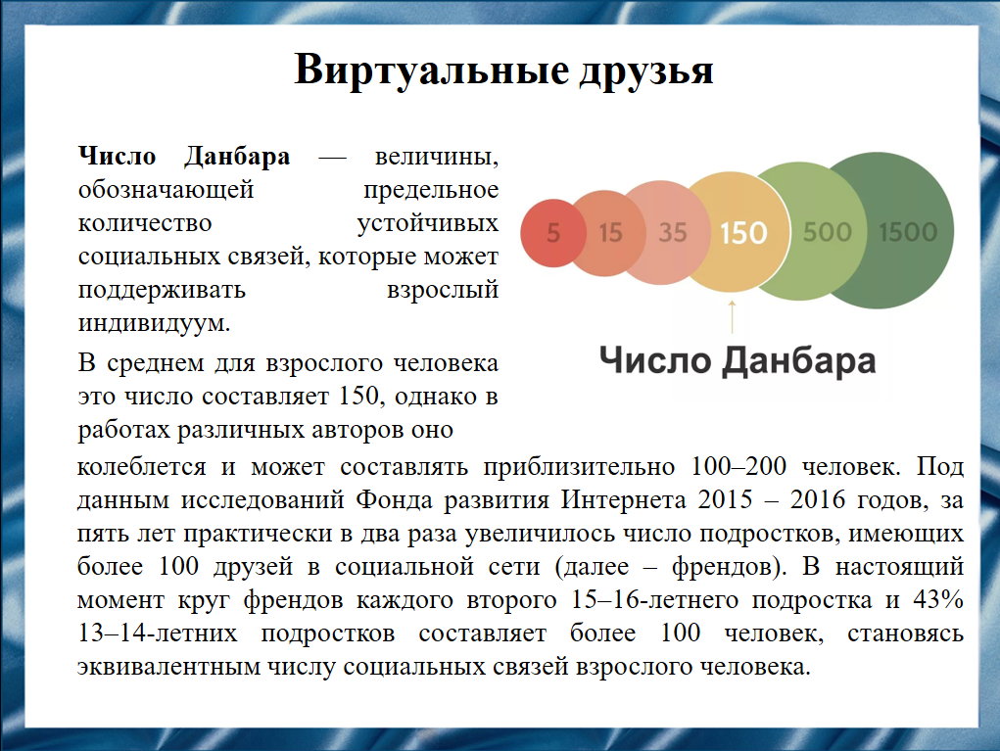 Виртуальные друзья
Число Данбара — величины,
обозначающей предельное
количество устойчивых
социальных связей, которые может
поддерживать взрослый
индивидуум.
В среднем для взрослого человека
это число составляет 150, однако в
работах различных авторов оно
5 15 35 150 500 1500
Число Данбара
колеблется и может составлять приблизительно 100–200 человек. Под
данным исследований Фонда развития Интернета 2015 – 2016 годов, за
пять лет практически в два раза увеличилось число подростков, имеющих
более 100 друзей в социальной сети (далее – френдов). В настоящий
момент круг френдов каждого второго 15–16-летнего подростка и 43%
13–14-летних подростков составляет более 100 человек, становясь
эквивалентным числу социальных связей взрослого человека.